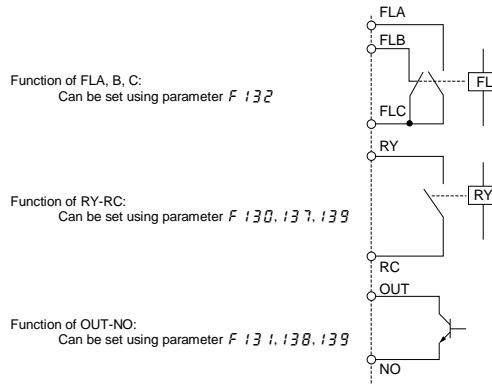 FLA
FLB
Function of FLA, B, C:
FL
Can be set using parameter F 132
FLC
RY
Function of RY-RC:
RY
Can be set using parameter F 130, 137, 139
RC
OUT
Function of OUT-NO:
Can be set using parameter F 131, 138, 139
NO